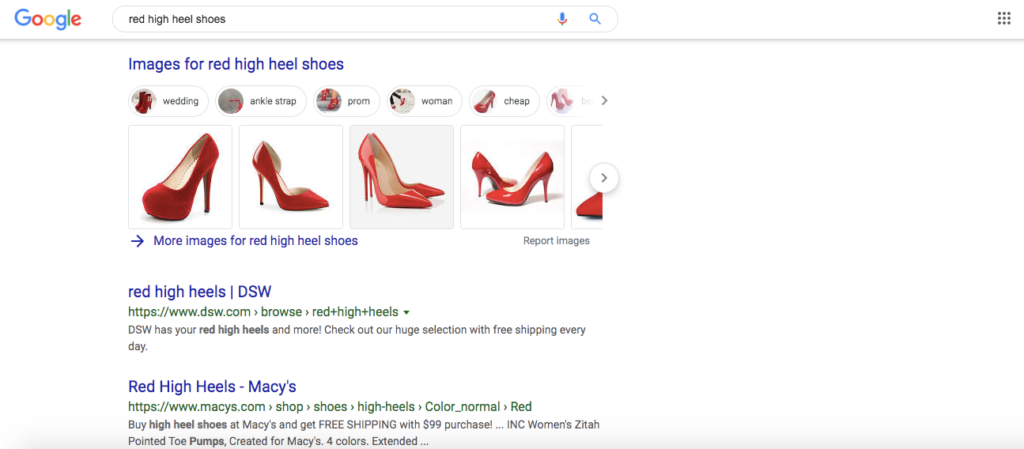 Google
red high heel shoes
Images for red high heel shoes
wedding
ankle strap
prom
woman
cheap
More images for red high heel shoes
Report images
red high heels | DSW
https://www.dsw.com › browse › red+high+heels
DSW has your red high heels and more! Check out our huge selection with free shipping every
day.
Red High Heels - Macy's
https://www.macys.com › shop › shoes › high-heels › Color_normal › Red
Buy high heel shoes at Macy's and get FREE SHIPPING with $99 purchase! ... INC Women's Zitah
Pointed Toe Pumps, Created for Macy's. 4 colors. Extended ...